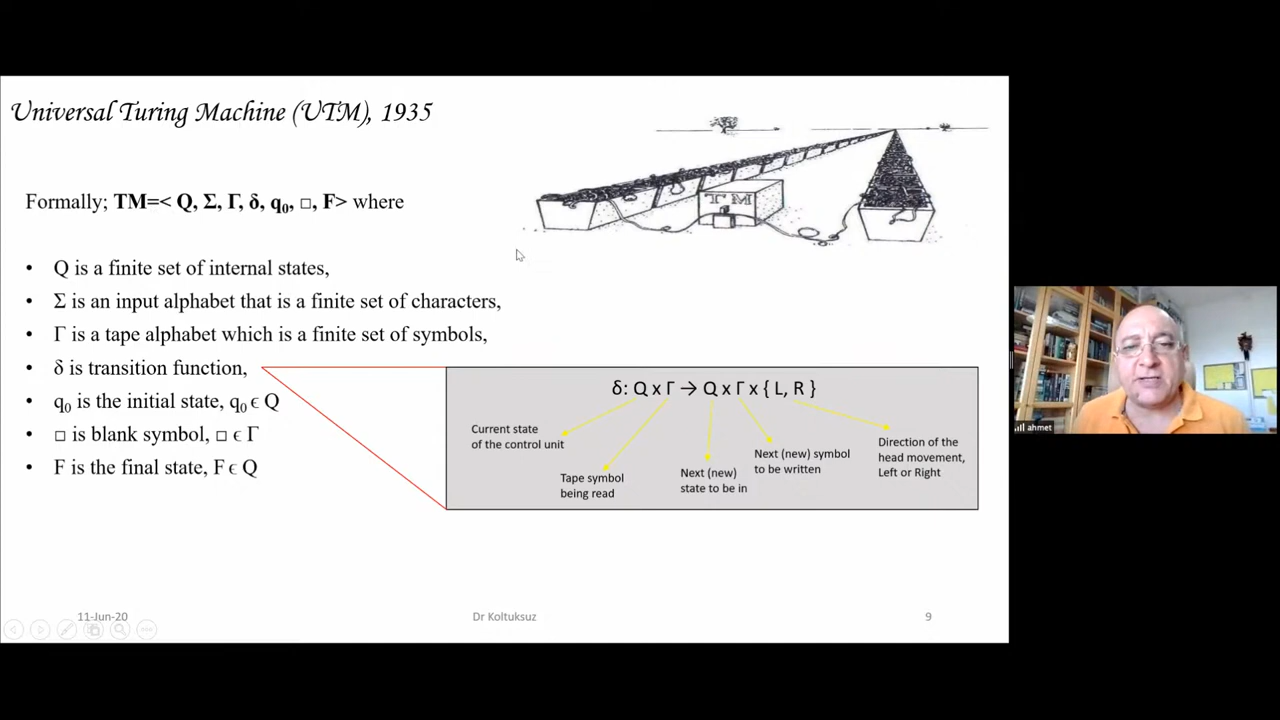 Universal Turing Machine (UTM), 1935
Formally; TM=< Q, Σ, Γ, δ, q₀, □, F> where
TM
• Q is a finite set of internal states,
• Σ is an input alphabet that is a finite set of characters,
• Γ is a tape alphabet which is a finite set of symbols,
• δ is transition function,
• q₀ is the initial state, q₀ ϵ Q
• □ is blank symbol, □ ϵ Γ
• F is the final state, F ϵ Q
δ: Q x Γ → Q x Γ x { L, R }
Current state
of the control unit
Tape symbol
being read
Next (new)
state to be in
Next (new) symbol
to be written
Direction of the
head movement,
Left or Right
ahmet
11-Jun-20
Dr Koltuksuz
9